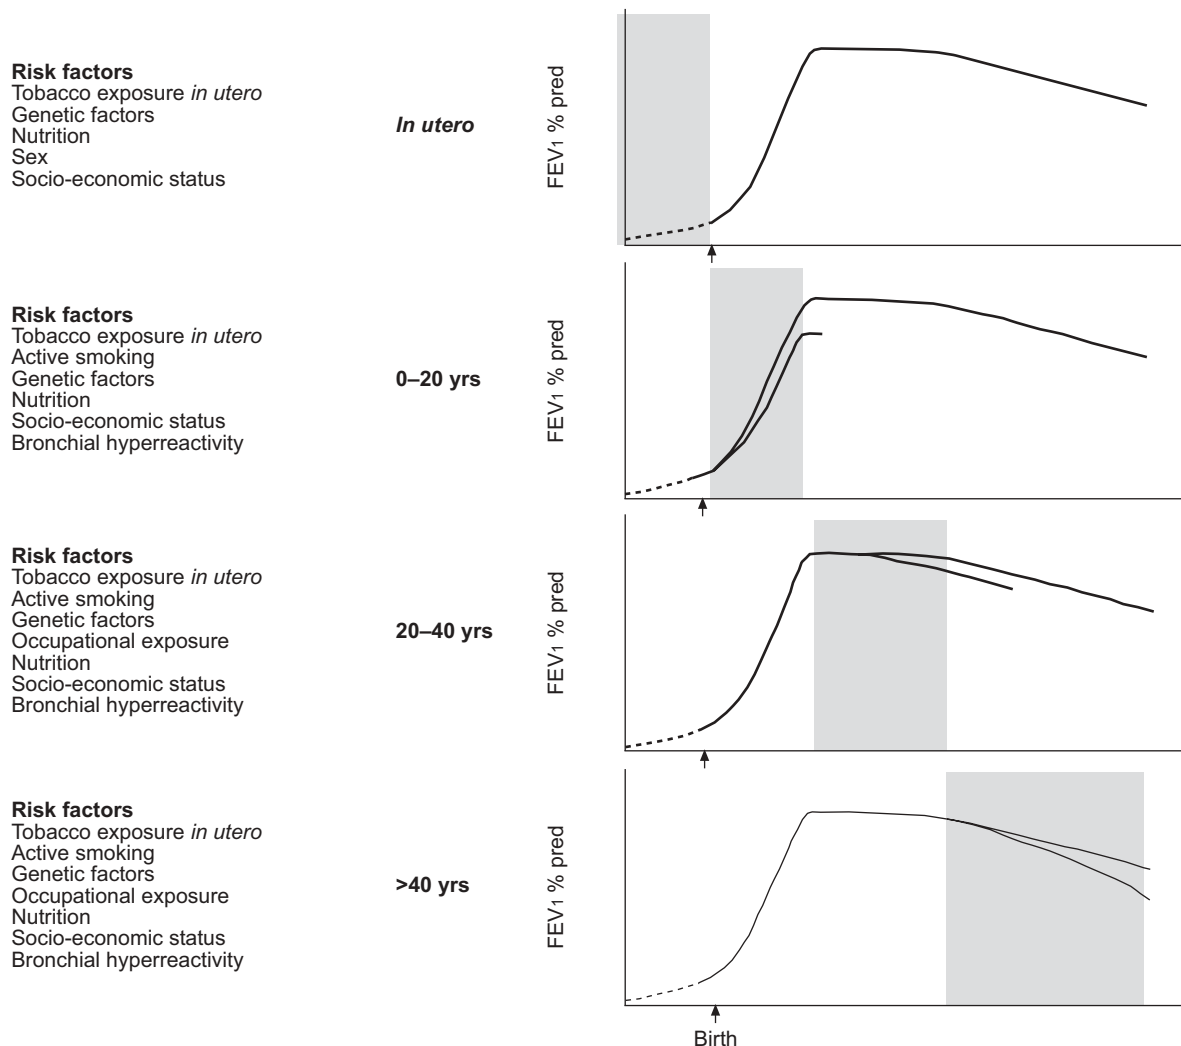 Risk factors
Tobacco exposure in utero
Genetic factors
Nutrition
Sex
Socio-economic status
In utero
FEV1 % pred
Risk factors
Tobacco exposure in utero
Active smoking
Genetic factors
Nutrition
Socio-economic status
Bronchial hyperreactivity
0–20 yrs
FEV1 % pred
Risk factors
Tobacco exposure in utero
Active smoking
Genetic factors
Occupational exposure
Nutrition
Socio-economic status
Bronchial hyperreactivity
20–40 yrs
FEV1 % pred
Risk factors
Tobacco exposure in utero
Active smoking
Genetic factors
Occupational exposure
Nutrition
Socio-economic status
Bronchial hyperreactivity
>40 yrs
FEV1 % pred
Birth